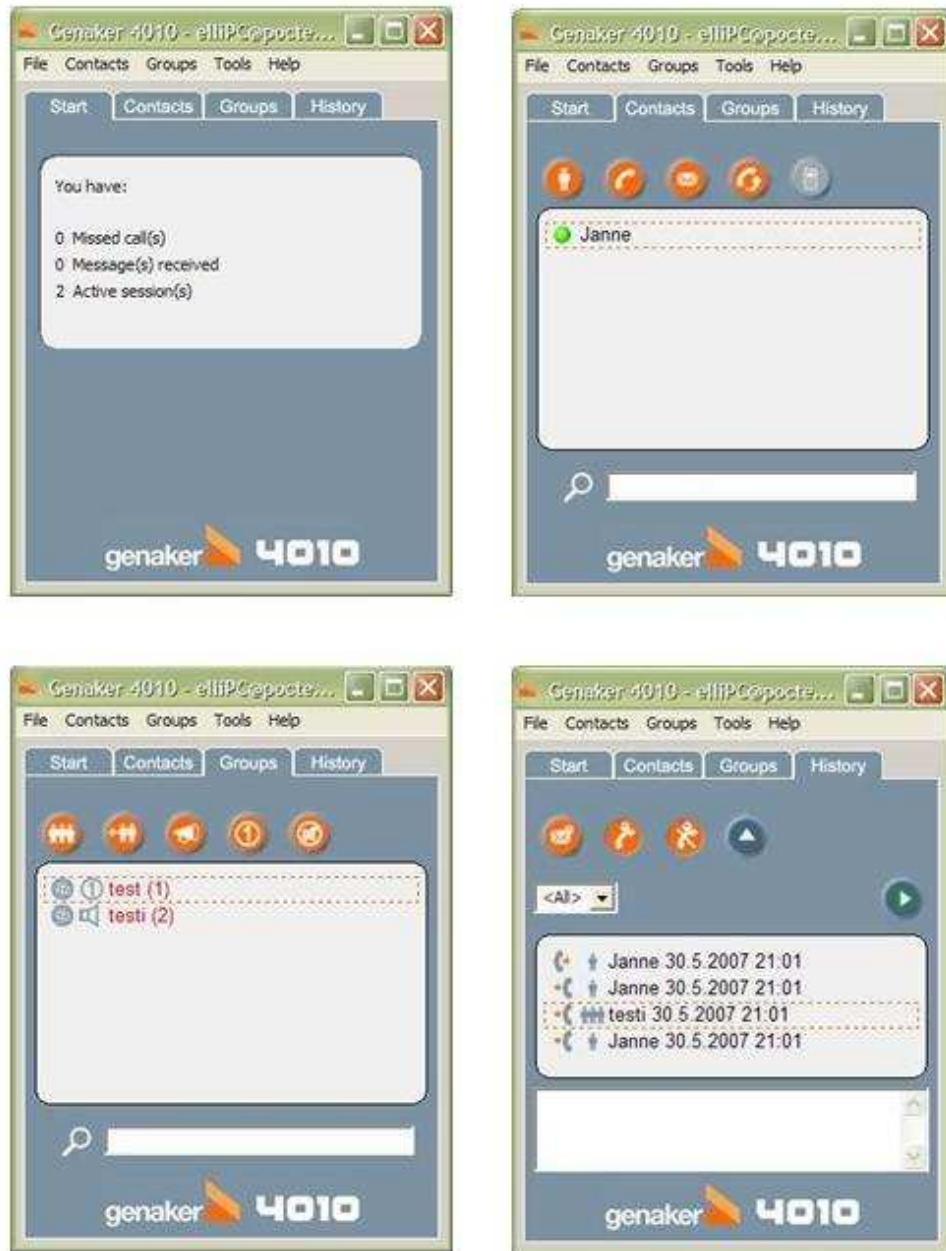 Genaker 4010 - elliPC@pocte...
File Contacts Groups Tools Help
Start Contacts Groups History
You have:
0 Missed call(s)
0 Message(s) received
2 Active session(s)
genaker 4010
Genaker 4010 - elliPC@pocte...
File Contacts Groups Tools Help
Start Contacts Groups History
Janne
genaker 4010
Genaker 4010 - elliPC@pocte...
File Contacts Groups Tools Help
Start Contacts Groups History
1
1 test (1)
testi (2)
genaker 4010
Genaker 4010 - elliPC@pocte...
File Contacts Groups Tools Help
Start Contacts Groups History
<All>
Janne 30.5.2007 21:01
Janne 30.5.2007 21:01
testi 30.5.2007 21:01
Janne 30.5.2007 21:01
genaker 4010